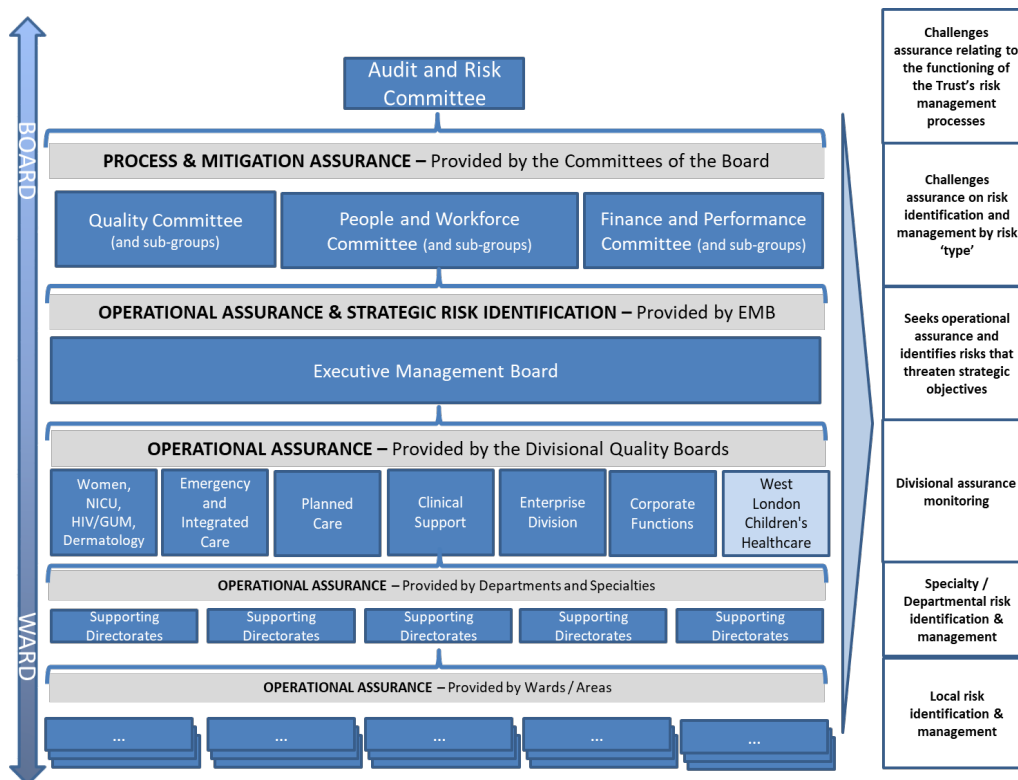 BOARD
WARD
Audit and Risk
Committee
PROCESS & MITIGATION ASSURANCE – Provided by the Committees of the Board
Quality Committee
(and sub-groups)
People and Workforce
Committee (and sub-groups)
Finance and Performance
Committee (and sub-groups)
OPERATIONAL ASSURANCE & STRATEGIC RISK IDENTIFICATION – Provided by EMB
Executive Management Board
OPERATIONAL ASSURANCE – Provided by the Divisional Quality Boards
Women,
NICU,
HIV/GUM,
Dermatology
Emergency
and
Integrated
Care
Planned
Care
Clinical
Support
Enterprise
Division
Corporate
Functions
West
London
Children's
Healthcare
OPERATIONAL ASSURANCE – Provided by Departments and Specialties
Supporting
Directorates
Supporting
Directorates
Supporting
Directorates
Supporting
Directorates
Supporting
Directorates
OPERATIONAL ASSURANCE – Provided by Wards / Areas
...
...
...
...
...
Challenges
assurance relating to
the functioning of
the Trust's risk
management
processes
Challenges
assurance on risk
identification and
management by risk
‘type’
Seeks operational
assurance and
identifies risks that
threaten strategic
objectives
Divisional assurance
monitoring
Specialty /
Departmental risk
identification &
management
Local risk
identification &
management